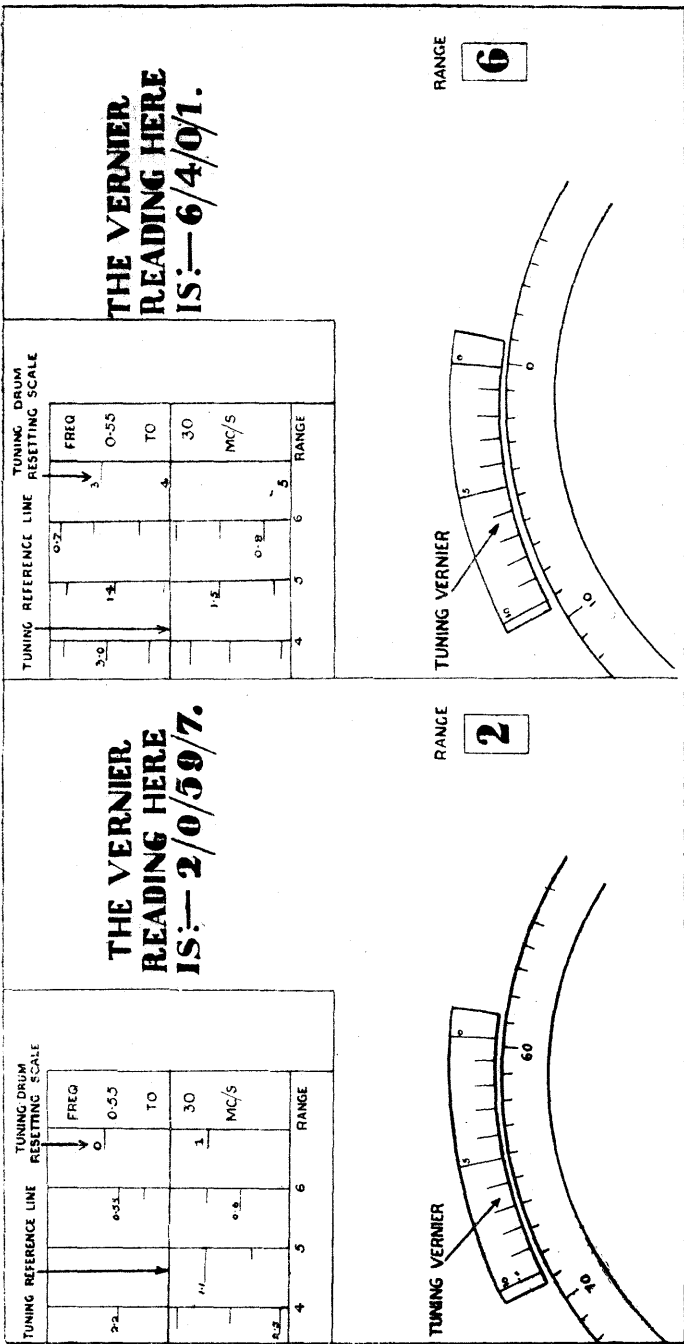 TUNING REFERENCE LINE
TUNING DRUM
RESETTING SCALE
FREQ
0
0·55
2·2
0·55
TO
1·1
1
30
0·6
MC/S
2·3
4 5 6 RANGE
THE VERNIER
READING HERE
IS:—2/0/59/7.
TUNING VERNIER
10 5 0
70 60
RANGE
2
TUNING REFERENCE LINE
TUNING DRUM
RESETTING SCALE
0·7
FREQ
3·0
1·4
3
0·55
4
TO
1·5
30
0·8
MC/S
5
4 5 6 RANGE
THE VERNIER
READING HERE
IS:—6/4/0/1.
TUNING VERNIER
10 5 0
10 0
RANGE
6